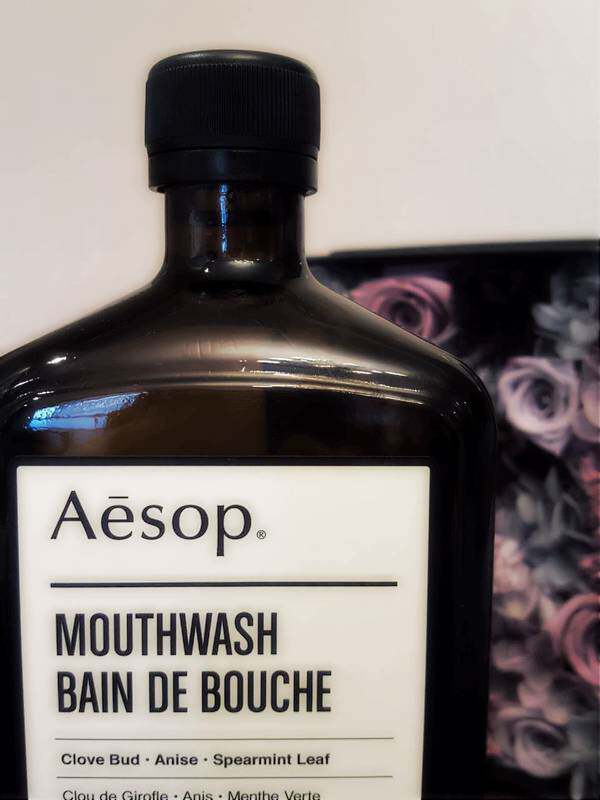 Aēsop®
MOUTHWASH
BAIN DE BOUCHE
Clove Bud · Anise · Spearmint Leaf
Clou de Girofle · Anis · Menthe Verte